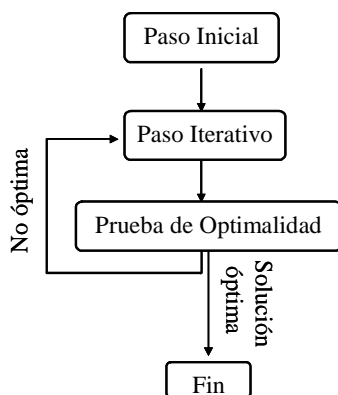 Paso Inicial
Paso Iterativo
No óptima
Prueba de Optimalidad
Solución
óptima
Fin